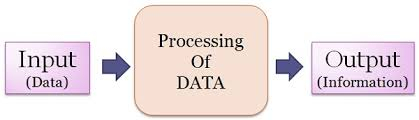 Input
(Data)
Processing
Of
DATA
Output
(Information)